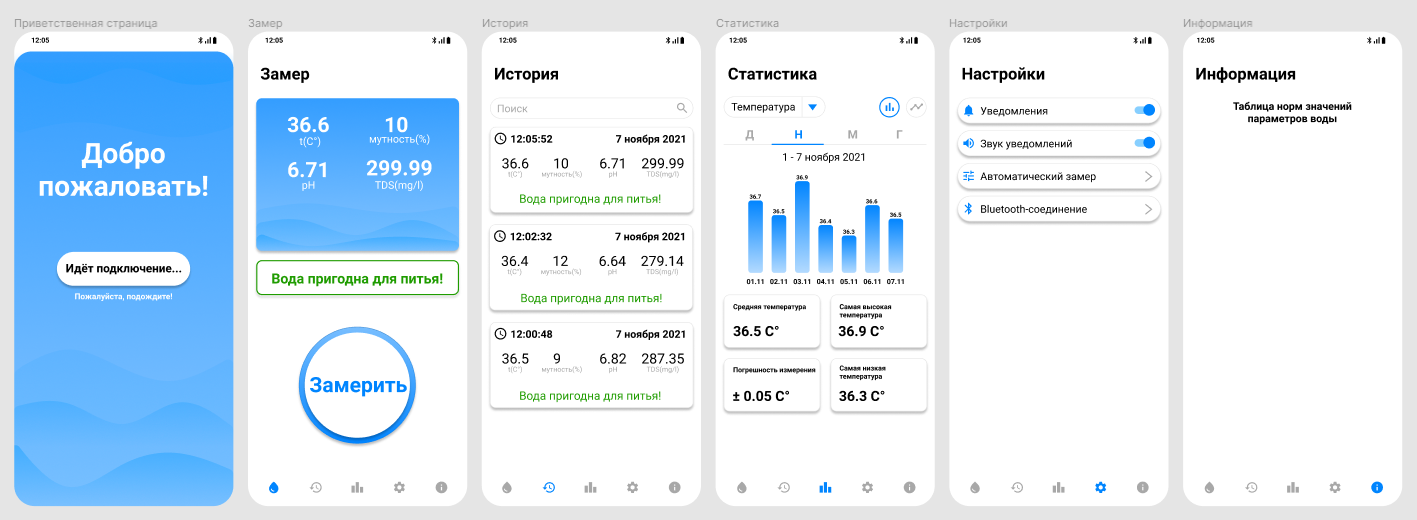 Приветственная страница
12:05
Добро
пожаловать!
Идёт подключение...
Пожалуйста, подождите!
Замер
12:05
Замер
36.6 10
t(C°) мутность(%)
6.71 299.99
pH TDS(mg/l)
Вода пригодна для питья!
Замерить
История
12:05
История
Поиск
12:05:52 7 ноября 2021
36.6 10 6.71 299.99
t(C°) мутность(%) pH TDS(mg/l)
Вода пригодна для питья!
12:02:32 7 ноября 2021
36.4 12 6.64 279.14
t(C°) мутность(%) pH TDS(mg/l)
Вода пригодна для питья!
12:00:48 7 ноября 2021
36.5 9 6.82 287.35
t(C°) мутность(%) pH TDS(mg/l)
Вода пригодна для питья!
Статистика
12:05
Статистика
Температура
Д Н М Г
1 - 7 ноября 2021
36.7 36.5 36.9 36.4 36.3 36.6 36.5
01.11 02.11 03.11 04.11 05.11 06.11 07.11
Средняя температура
36.5 C°
Самая высокая
температура
36.9 C°
Погрешность измерения
± 0.05 C°
Самая низкая
температура
36.3 C°
Настройки
12:05
Настройки
Уведомления
Звук уведомлений
Автоматический замер
Bluetooth-соединение
Информация
12:05
Информация
Таблица норм значений
параметров воды